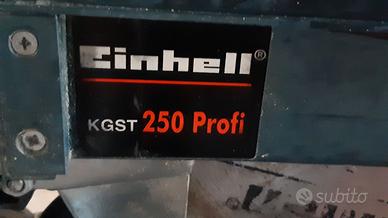 Einhell®
KGST 250 Profi
subito